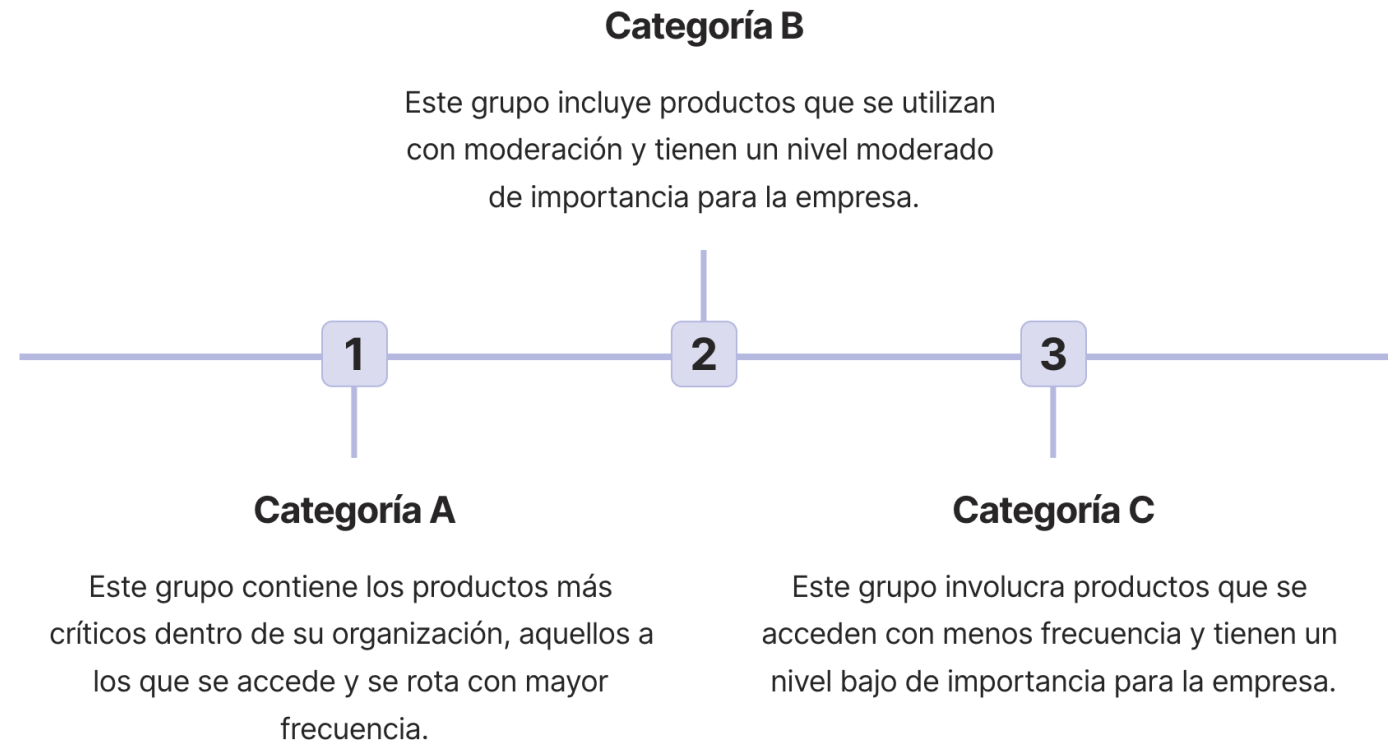 Categoría B
Este grupo incluye productos que se utilizan
con moderación y tienen un nivel moderado
de importancia para la empresa.
1
2
3
Categoría A
Este grupo contiene los productos más
críticos dentro de su organización, aquellos a
los que se accede y se rota con mayor
frecuencia.
Categoría C
Este grupo involucra productos que se
acceden con menos frecuencia y tienen un
nivel bajo de importancia para la empresa.